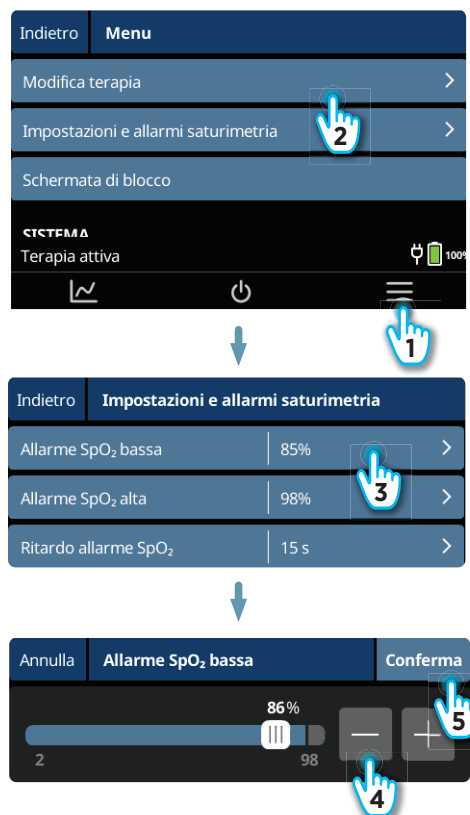 Indietro Menu
Modifica terapia
2
Impostazioni e allarmi saturimetria
Schermata di blocco
SISTEMA
Terapia attiva 100%
1
Indietro Impostazioni e allarmi saturimetria
Allarme SpO₂ bassa 85%
3
Allarme SpO₂ alta 98%
Ritardo allarme SpO₂ 15 s
Annulla Allarme SpO₂ bassa Conferma
5
86%
2 98
4